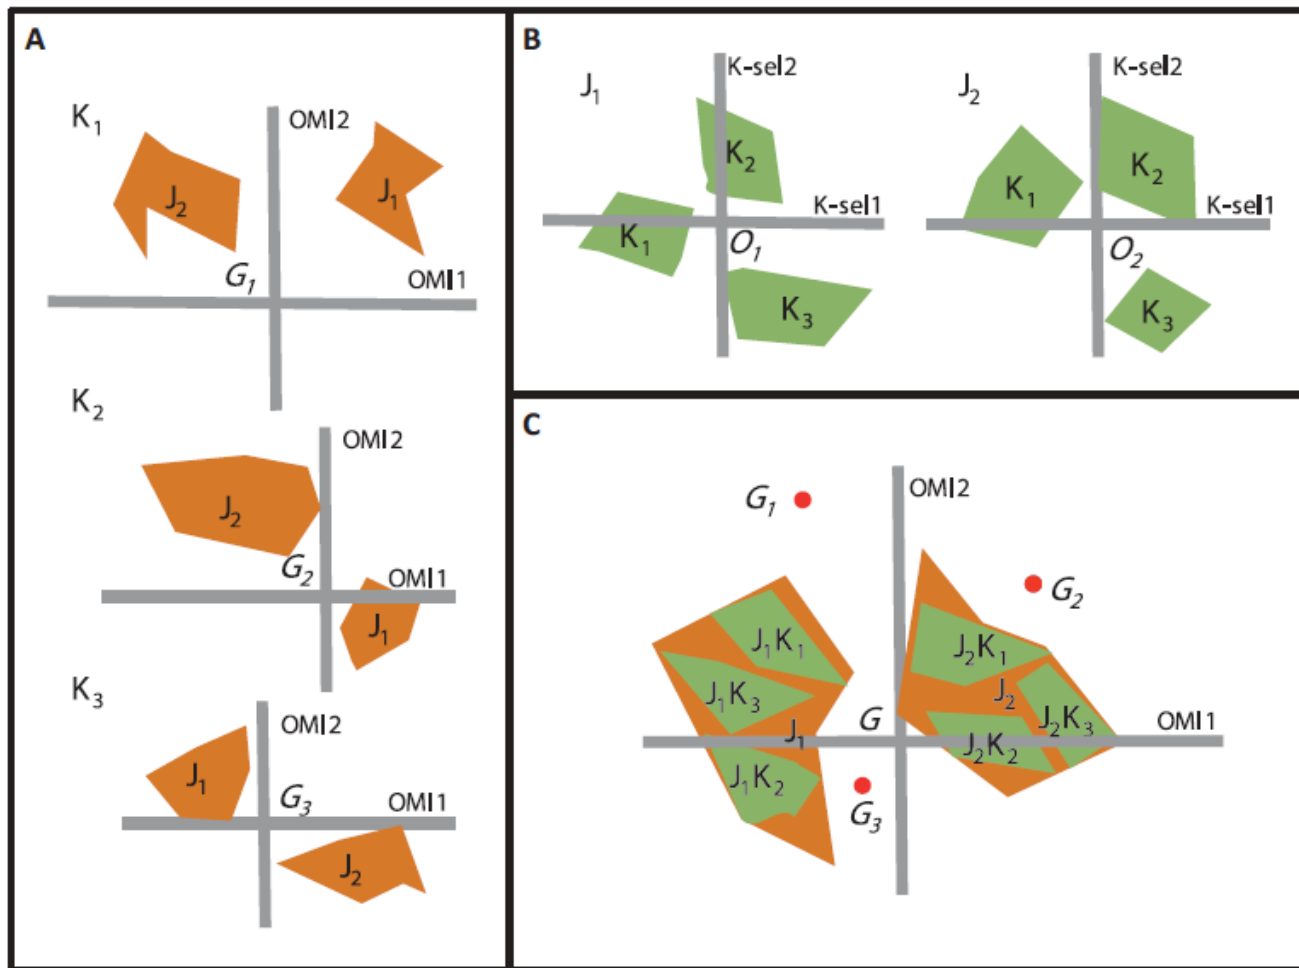 A
K1
OMI2
J2
J1
G1
OMI1
K2
OMI2
J2
G2
OMI1
J1
K3
OMI2
J1
G3
OMI1
J2
B
J1
K-sel2
K2
K-sel1
K1
O1
K3
J2
K-sel2
K1
K2
K-sel1
O2
K3
C
G1
OMI2
G2
J1K1
J2K1
J1K3
J2
G
J2K3
OMI1
J1
J2K2
J1K2
G3